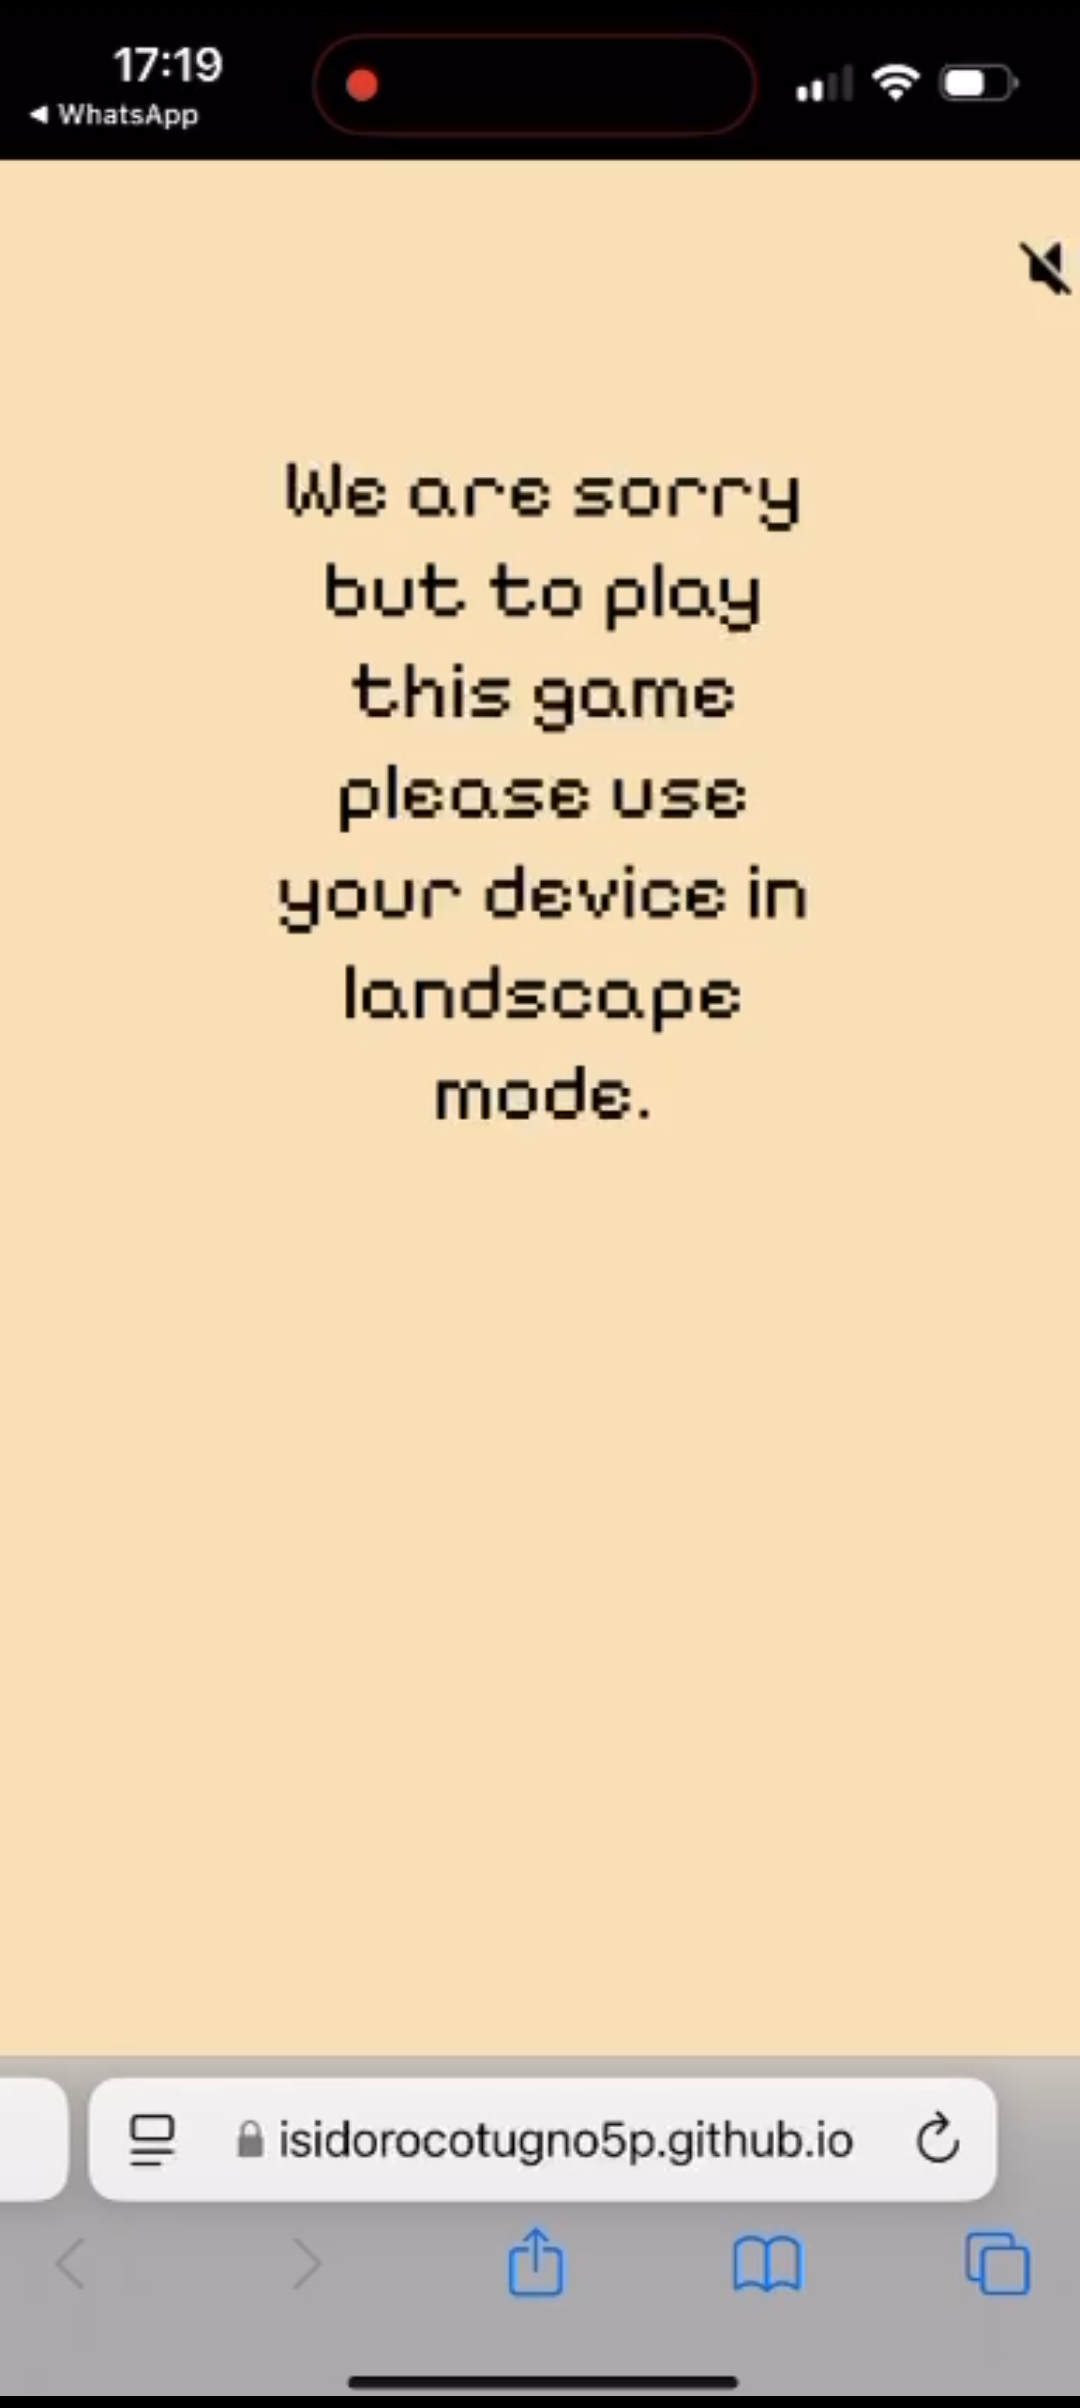 17:19
◀ WhatsApp
We are sorry
but to play
this game
please use
your device in
landscape
mode.
isidorocotugno5p.github.io